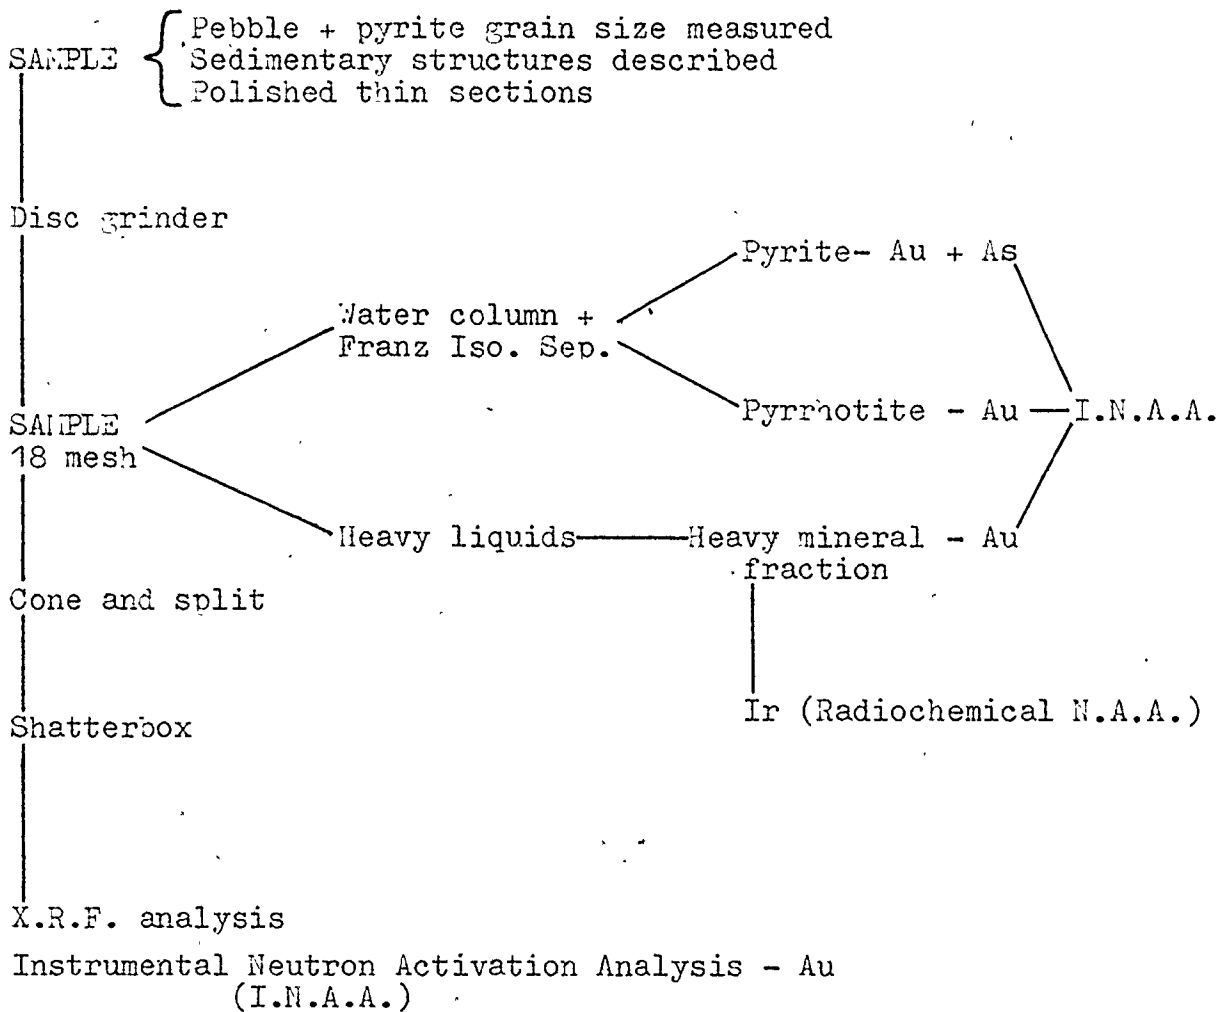 SAMPLE
Pebble + pyrite grain size measured
Sedimentary structures described
Polished thin sections
Disc grinder
SAMPLE
18 mesh
Water column +
Franz Iso. Sep.
Pyrite- Au + As
Pyrrhotite - Au
I.N.A.A.
Heavy liquids
Heavy mineral - Au
fraction
Ir (Radiochemical N.A.A.)
Cone and split
Shatterbox
X.R.F. analysis
Instrumental Neutron Activation Analysis - Au
(I.N.A.A.)